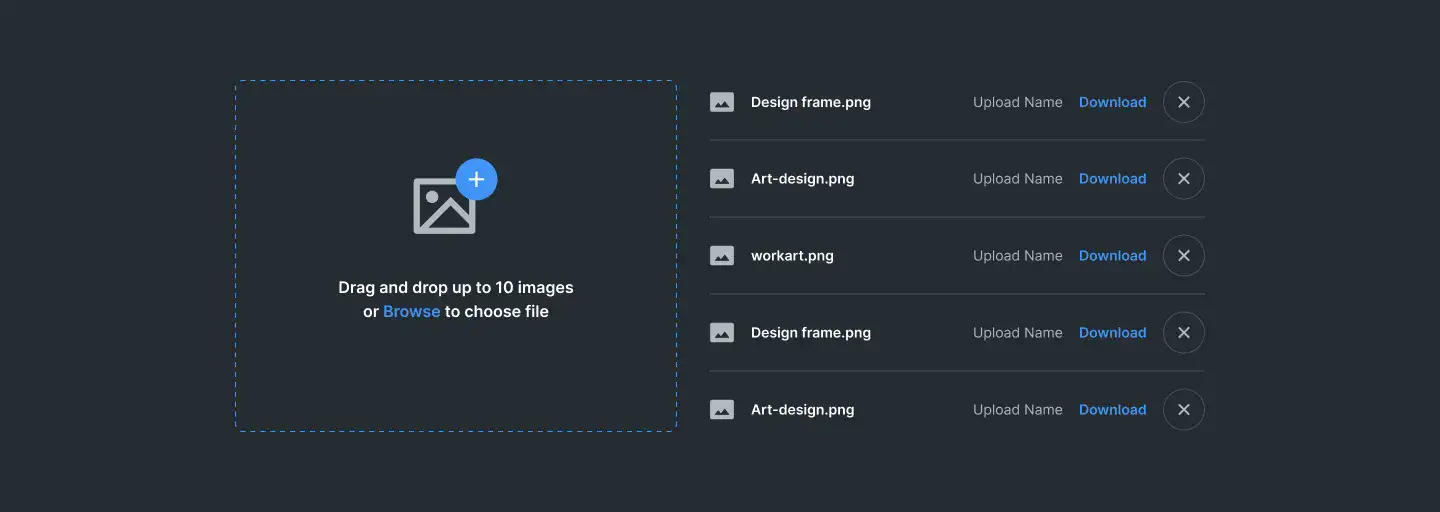 Drag and drop up to 10 images
or Browse to choose file
Design frame.png Upload Name Download
Art-design.png Upload Name Download
workart.png Upload Name Download
Design frame.png Upload Name Download
Art-design.png Upload Name Download